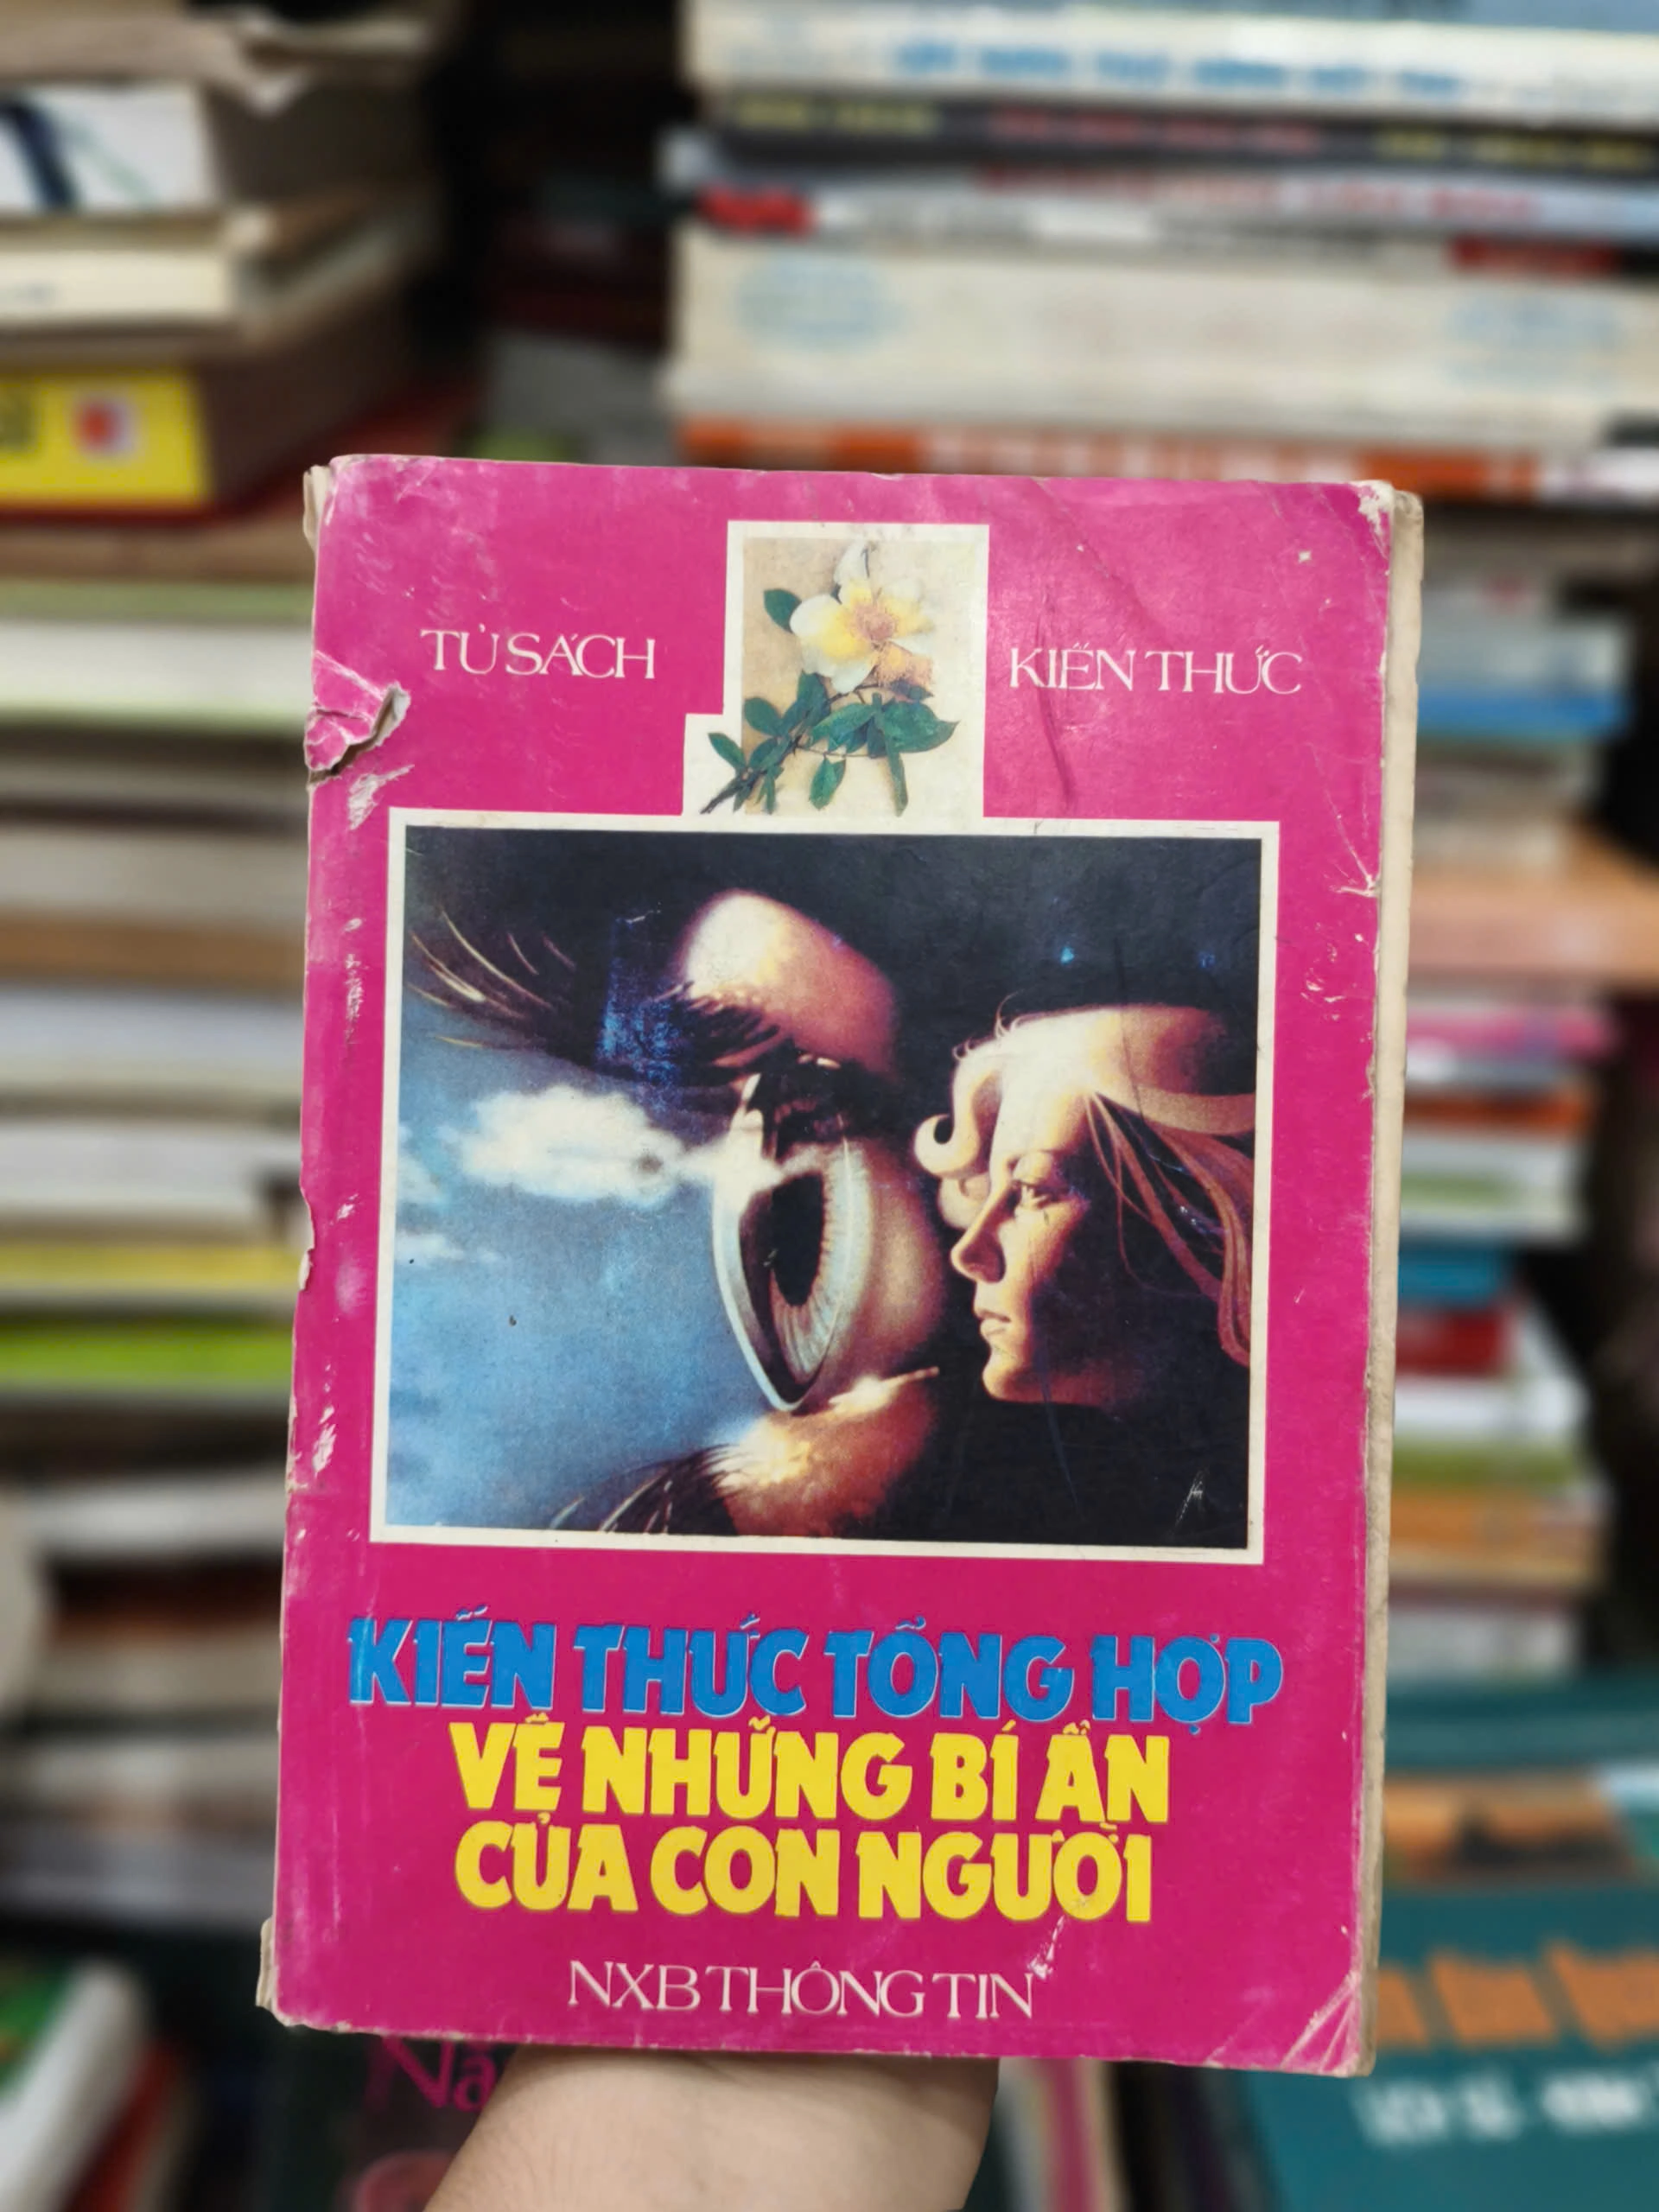 TỦ SÁCH KIẾN THỨC
KIẾN THỨC TỔNG HỢP
VỀ NHỮNG BÍ ẨN
CỦA CON NGƯỜI
NXB THÔNG TIN